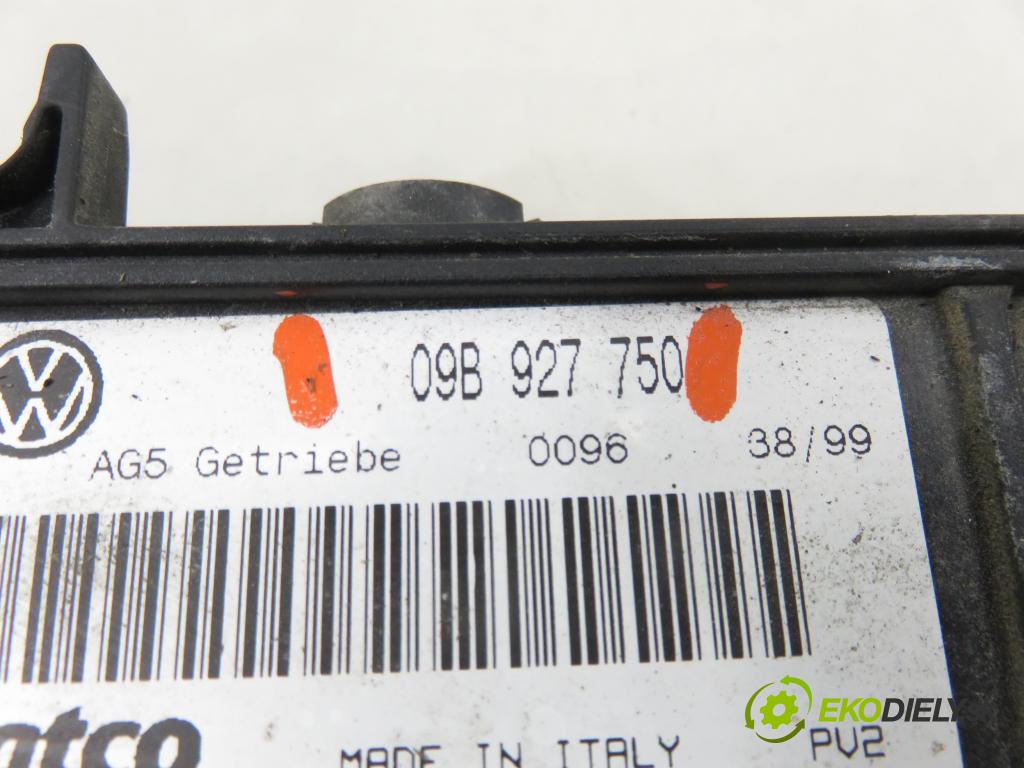 09B 927 750
AG5 Getriebe 0096 38/99
MADE IN ITALY PV2
EKODIELY